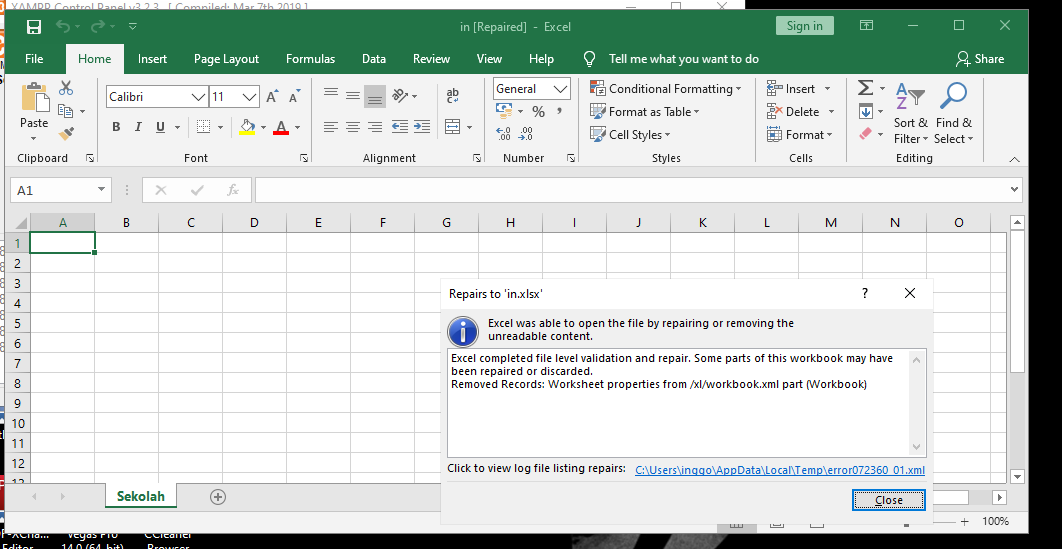 XAMPP Control Panel v3.2.3 [ Compiled: Mar 7th 2019 ]
in [Repaired] - Excel
Sign in
File Home Insert Page Layout Formulas Data Review View Help Tell me what you want to do Share
Paste
Calibri 11
General
Conditional Formatting
Format as Table
Cell Styles
Insert
Delete
Format
Sort & Filter
Find & Select
Clipboard Font Alignment Number Styles Cells Editing
A1 fx
A B C D E F G H I J K L M N O
1
2
3
4
5
6
7
8
9
10
11
12
Repairs to 'in.xlsx'
Excel was able to open the file by repairing or removing the
unreadable content.
Excel completed file level validation and repair. Some parts of this workbook may have
been repaired or discarded.
Removed Records: Worksheet properties from /xl/workbook.xml part (Workbook)
Click to view log file listing repairs: C:\Users\inggo\AppData\Local\Temp\error072360_01.xml
Close
Sekolah
100%
Vegas Pro CCleaner
Editor 14.0 (64-bit) Browser